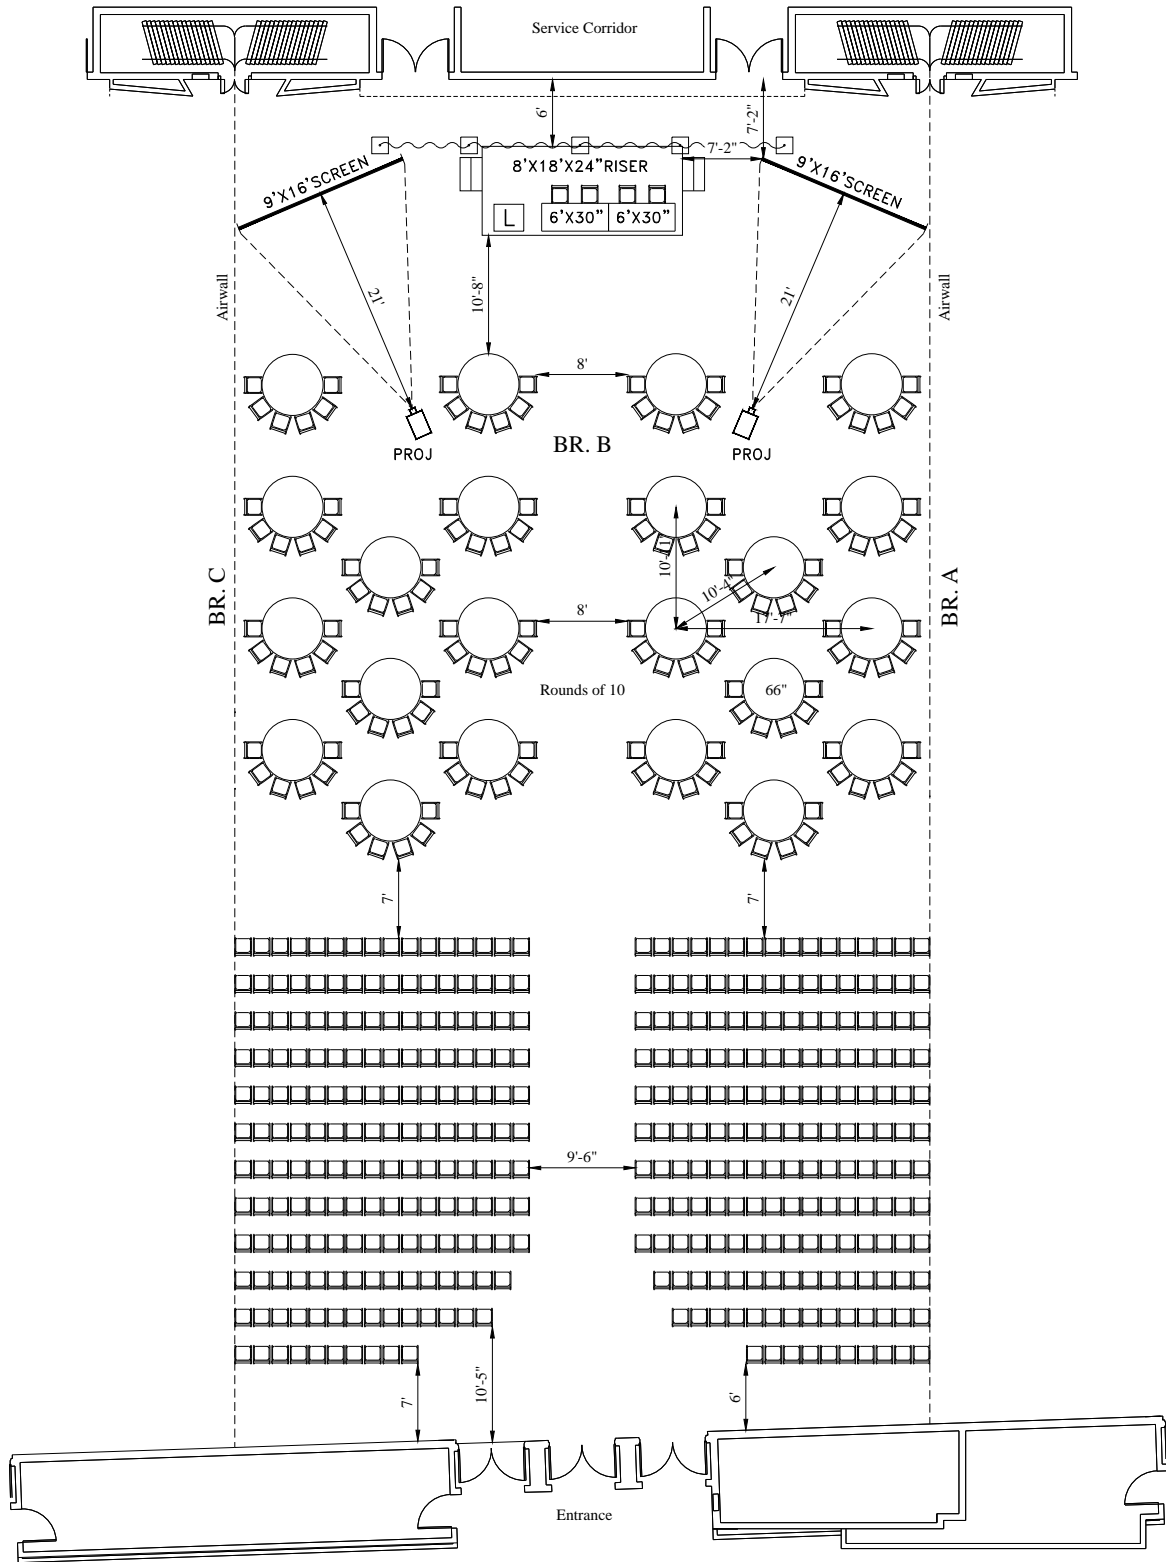 Service Corridor
6'
7'-2"
7'-2"
8'X18'X24"RISER
9'X16'SCREEN
9'X16'SCREEN
L
6'X30"
6'X30"
Airwall
Airwall
21'
10'-8"
21'
8'
BR. B
PROJ
PROJ
10'-4"
BR. C
BR. A
8'
17'-7"
Rounds of 10
66"
7'
7'
9'-6"
7'
10'-5"
6'
Entrance